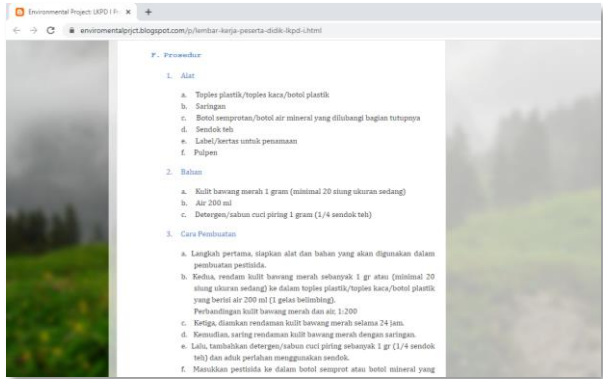 Environmental Project: LKPD I Pr
enviromentalprjct.blogspot.com/p/lembar-kerja-peserta-didik-lkpd-i.html
F. Prosedur
1. Alat
a. Toples plastik/toples kaca/botol plastik
b. Saringan
c. Botol semprotan/botol air mineral yang dilubangi bagian tutupnya
d. Sendok teh
e. Label/kertas untuk penamaan
f. Pulpen
2. Bahan
a. Kulit bawang merah 1 gram (minimal 20 siung ukuran sedang)
b. Air 200 ml
c. Detergen/sabun cuci piring 1 gram (1/4 sendok teh)
3. Cara Pembuatan
a. Langkah pertama, siapkan alat dan bahan yang akan digunakan dalam
pembuatan pestisida.
b. Kedua, rendam kulit bawang merah sebanyak 1 gr atau (minimal 20
siung ukuran sedang) ke dalam toples plastik/toples kaca/botol plastik
yang berisi air 200 ml (1 gelas belimbing).
Perbandingan kulit bawang merah dan air, 1:200
c. Ketiga, diamkan rendaman kulit bawang merah selama 24 jam.
d. Kemudian, saring rendaman kulit bawang merah dengan saringan.
e. Lalu, tambahkan detergen/sabun cuci piring sebanyak 1 gr (1/4 sendok
teh) dan aduk perlahan menggunakan sendok.
f. Masukkan pestisida ke dalam botol semprot atau botol mineral yang